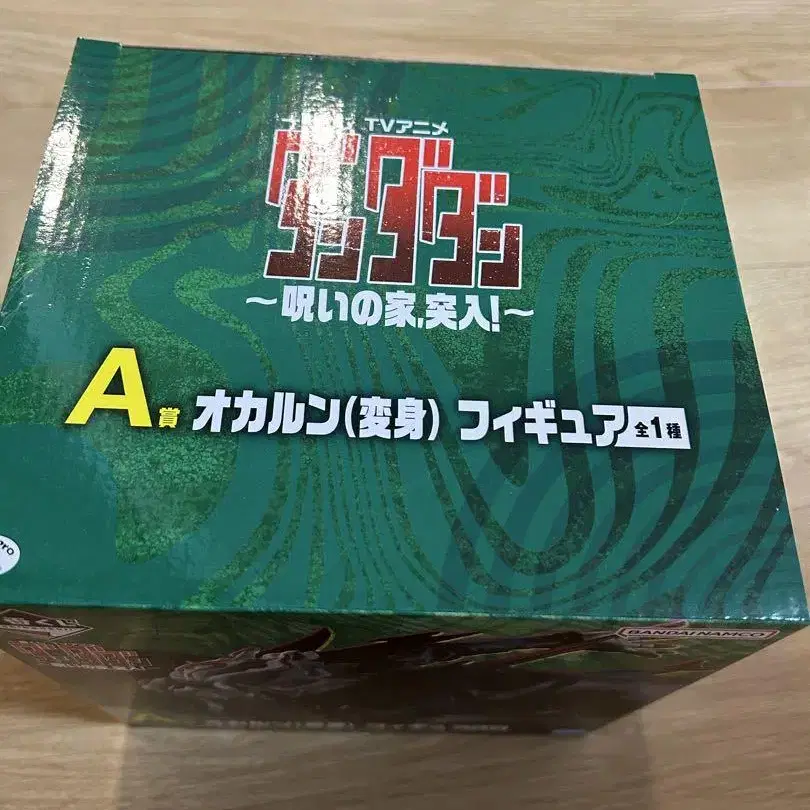 TVアニメ
ダンダダン
～呪いの家、突入!～
A賞 オカルン(変身) フィギュア 全1種
BANDAI NAMCO